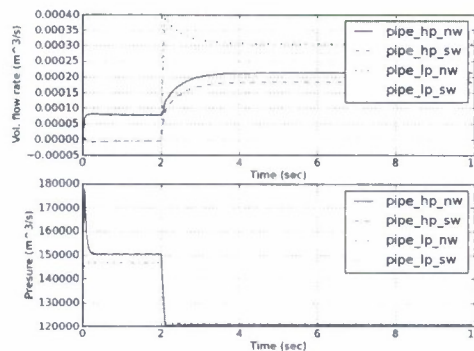 0.00040
0.00035
0.00030
0.00025
0.00020
0.00015
0.00010
0.00005
0.00000
−0.00005
Vol. flow rate (m^3/s)
0 2 4 6 8
Time (sec)
pipe_hp_nw
pipe_hp_sw
pipe_lp_nw
pipe_lp_sw
180000
170000
160000
150000
140000
130000
120000
Presure (m^3/s)
0 2 4 6 8
Time (sec)
pipe_hp_nw
pipe_hp_sw
pipe_lp_nw
pipe_lp_sw